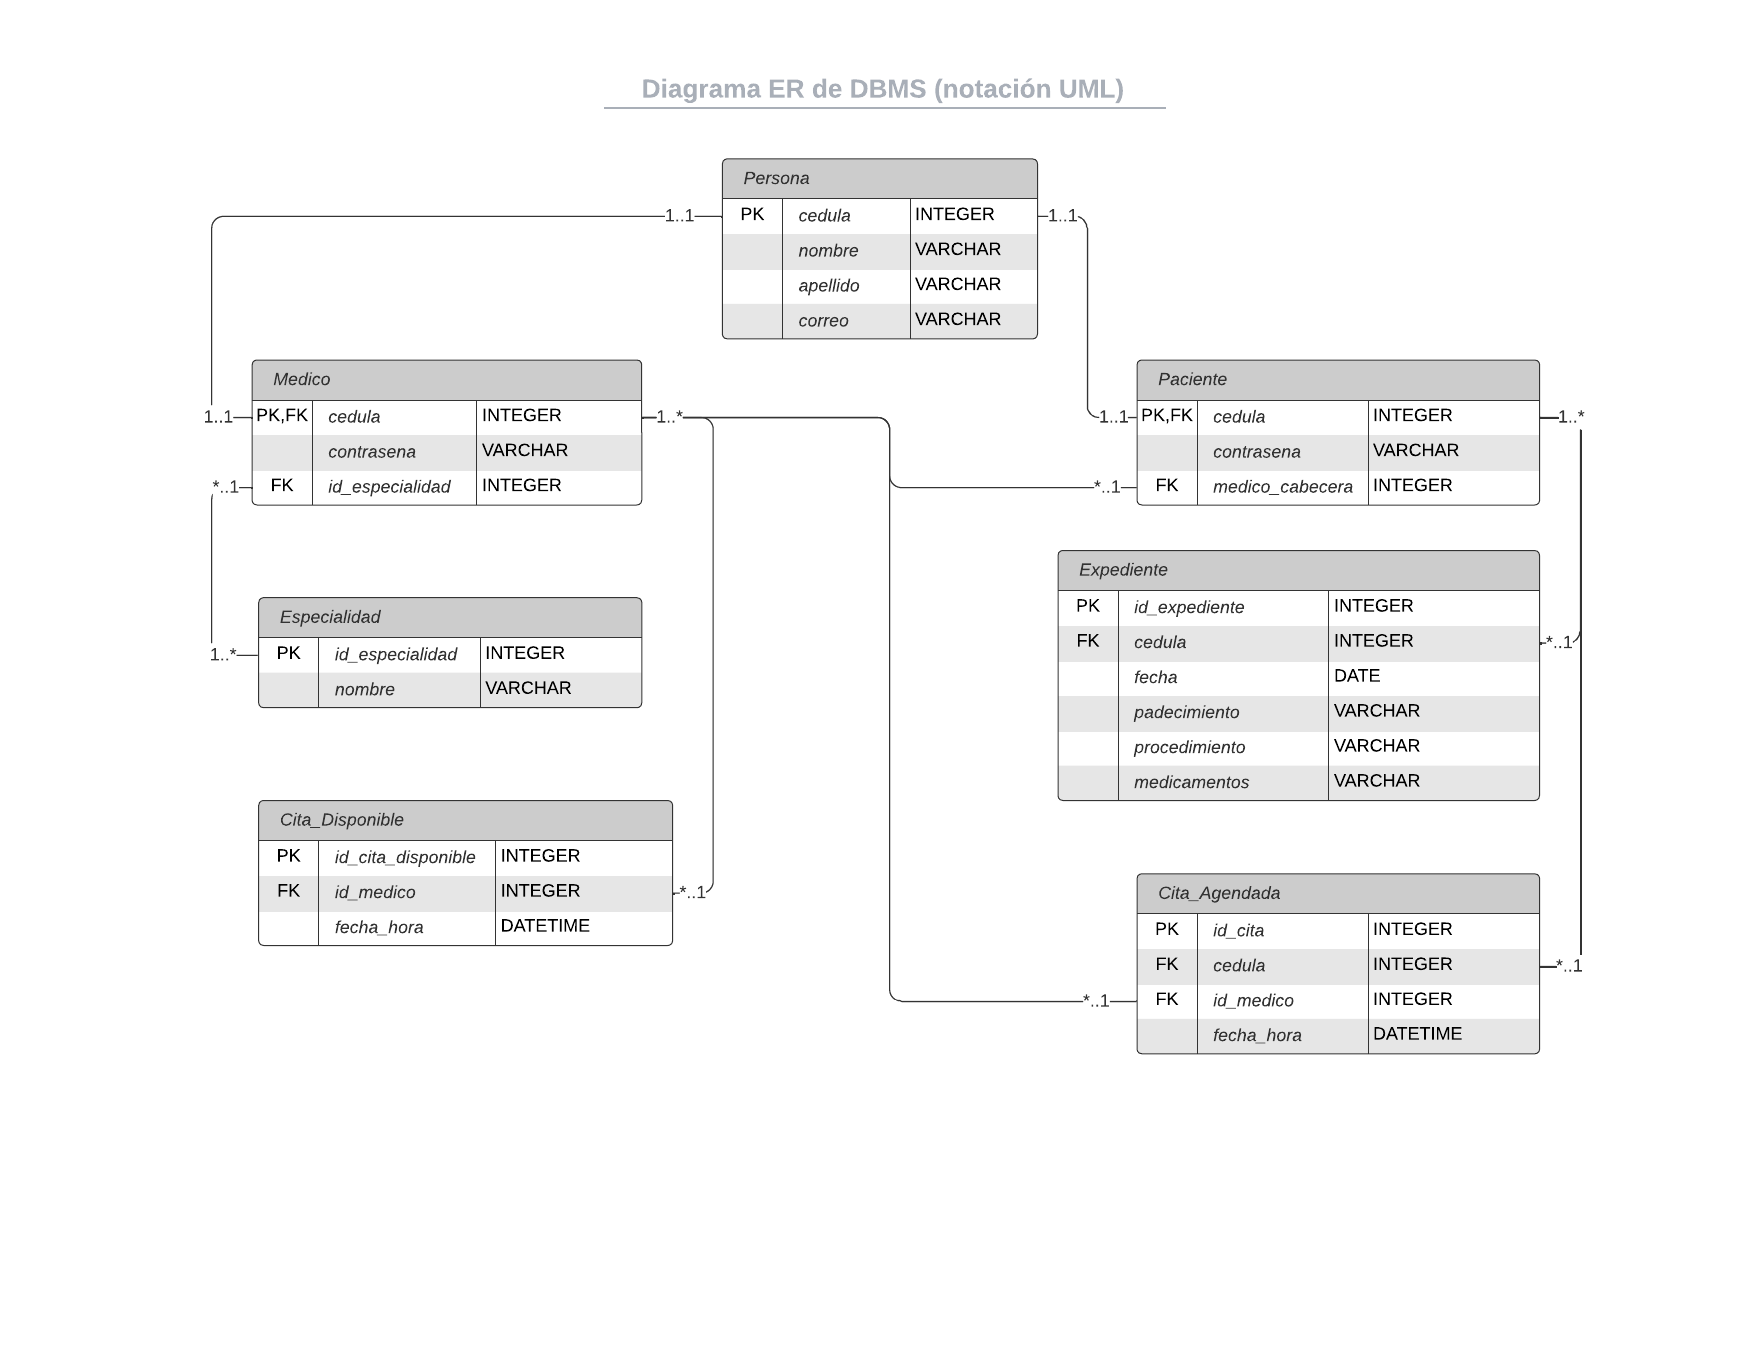 Diagrama ER de DBMS (notación UML)
Persona
1..1 PK cedula INTEGER 1..1
nombre VARCHAR
apellido VARCHAR
correo VARCHAR
Medico
1..1 PK,FK cedula INTEGER 1..*
contrasena VARCHAR
*..1 FK id_especialidad INTEGER
Paciente
1..1 PK,FK cedula INTEGER 1..*
contrasena VARCHAR
*..1 FK medico_cabecera INTEGER
Especialidad
1..* PK id_especialidad INTEGER
nombre VARCHAR
Expediente
PK id_expediente INTEGER
FK cedula INTEGER *..1
fecha DATE
padecimiento VARCHAR
procedimiento VARCHAR
medicamentos VARCHAR
Cita_Disponible
PK id_cita_disponible INTEGER
FK id_medico INTEGER *..1
fecha_hora DATETIME
Cita_Agendada
PK id_cita INTEGER
FK cedula INTEGER *..1
*..1 FK id_medico INTEGER
fecha_hora DATETIME